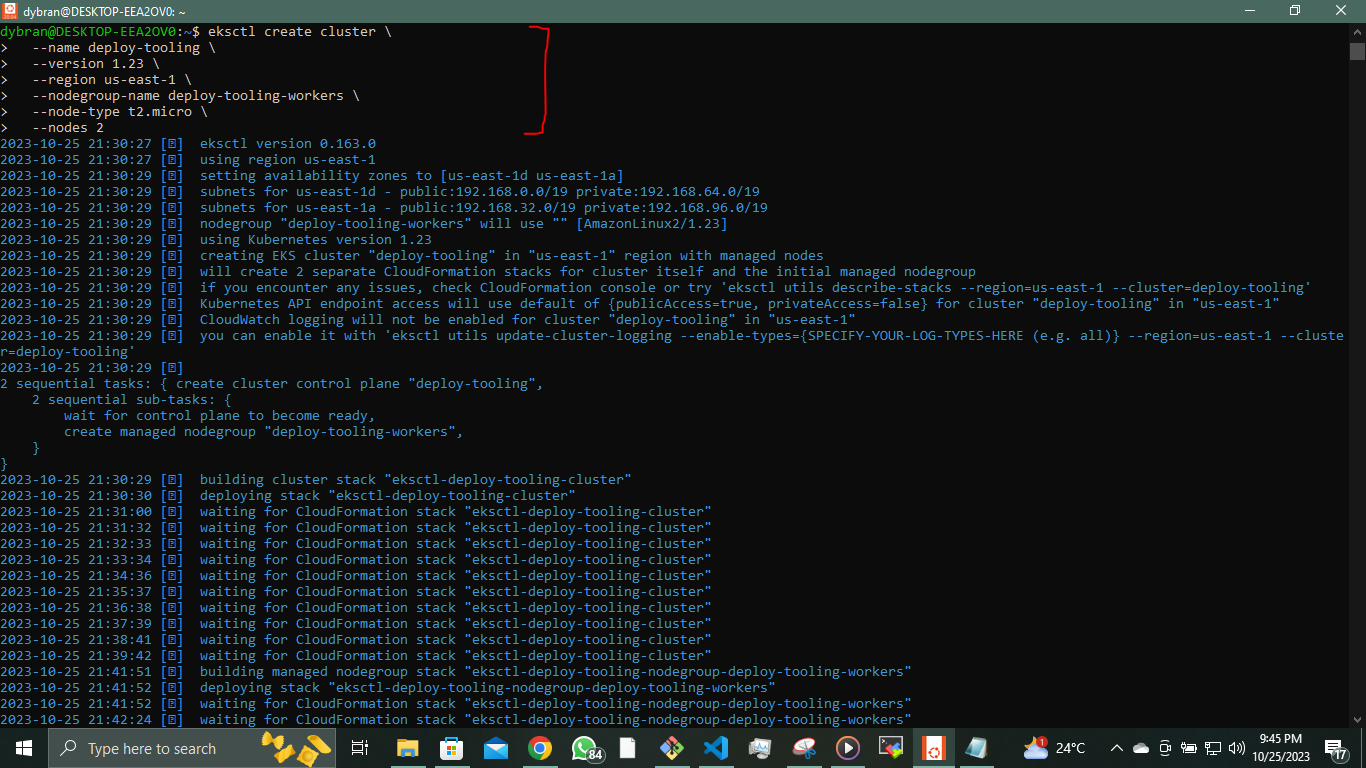 dybran@DESKTOP-EEA2OV0: ~
dybran@DESKTOP-EEA2OV0:~$ eksctl create cluster \
>   --name deploy-tooling \
>   --version 1.23 \
>   --region us-east-1 \
>   --nodegroup-name deploy-tooling-workers \
>   --node-type t2.micro \
>   --nodes 2
2023-10-25 21:30:27 [ℹ]  eksctl version 0.163.0
2023-10-25 21:30:27 [ℹ]  using region us-east-1
2023-10-25 21:30:29 [ℹ]  setting availability zones to [us-east-1d us-east-1a]
2023-10-25 21:30:29 [ℹ]  subnets for us-east-1d - public:192.168.0.0/19 private:192.168.64.0/19
2023-10-25 21:30:29 [ℹ]  subnets for us-east-1a - public:192.168.32.0/19 private:192.168.96.0/19
2023-10-25 21:30:29 [ℹ]  nodegroup "deploy-tooling-workers" will use "" [AmazonLinux2/1.23]
2023-10-25 21:30:29 [ℹ]  using Kubernetes version 1.23
2023-10-25 21:30:29 [ℹ]  creating EKS cluster "deploy-tooling" in "us-east-1" region with managed nodes
2023-10-25 21:30:29 [ℹ]  will create 2 separate CloudFormation stacks for cluster itself and the initial managed nodegroup
2023-10-25 21:30:29 [ℹ]  if you encounter any issues, check CloudFormation console or try 'eksctl utils describe-stacks --region=us-east-1 --cluster=deploy-tooling'
2023-10-25 21:30:29 [ℹ]  Kubernetes API endpoint access will use default of {publicAccess=true, privateAccess=false} for cluster "deploy-tooling" in "us-east-1"
2023-10-25 21:30:29 [ℹ]  CloudWatch logging will not be enabled for cluster "deploy-tooling" in "us-east-1"
2023-10-25 21:30:29 [ℹ]  you can enable it with 'eksctl utils update-cluster-logging --enable-types={SPECIFY-YOUR-LOG-TYPES-HERE (e.g. all)} --region=us-east-1 --cluste
r=deploy-tooling'
2023-10-25 21:30:29 [ℹ]
2 sequential tasks: { create cluster control plane "deploy-tooling",
    2 sequential sub-tasks: {
        wait for control plane to become ready,
        create managed nodegroup "deploy-tooling-workers",
    }
}
2023-10-25 21:30:29 [ℹ]  building cluster stack "eksctl-deploy-tooling-cluster"
2023-10-25 21:30:30 [ℹ]  deploying stack "eksctl-deploy-tooling-cluster"
2023-10-25 21:31:00 [ℹ]  waiting for CloudFormation stack "eksctl-deploy-tooling-cluster"
2023-10-25 21:31:32 [ℹ]  waiting for CloudFormation stack "eksctl-deploy-tooling-cluster"
2023-10-25 21:32:33 [ℹ]  waiting for CloudFormation stack "eksctl-deploy-tooling-cluster"
2023-10-25 21:33:34 [ℹ]  waiting for CloudFormation stack "eksctl-deploy-tooling-cluster"
2023-10-25 21:34:36 [ℹ]  waiting for CloudFormation stack "eksctl-deploy-tooling-cluster"
2023-10-25 21:35:37 [ℹ]  waiting for CloudFormation stack "eksctl-deploy-tooling-cluster"
2023-10-25 21:36:38 [ℹ]  waiting for CloudFormation stack "eksctl-deploy-tooling-cluster"
2023-10-25 21:37:39 [ℹ]  waiting for CloudFormation stack "eksctl-deploy-tooling-cluster"
2023-10-25 21:38:41 [ℹ]  waiting for CloudFormation stack "eksctl-deploy-tooling-cluster"
2023-10-25 21:39:42 [ℹ]  waiting for CloudFormation stack "eksctl-deploy-tooling-cluster"
2023-10-25 21:41:51 [ℹ]  building managed nodegroup stack "eksctl-deploy-tooling-nodegroup-deploy-tooling-workers"
2023-10-25 21:41:52 [ℹ]  deploying stack "eksctl-deploy-tooling-nodegroup-deploy-tooling-workers"
2023-10-25 21:41:52 [ℹ]  waiting for CloudFormation stack "eksctl-deploy-tooling-nodegroup-deploy-tooling-workers"
2023-10-25 21:42:24 [ℹ]  waiting for CloudFormation stack "eksctl-deploy-tooling-nodegroup-deploy-tooling-workers"
Type here to search
84
1
24°C
9:45 PM
10/25/2023
17